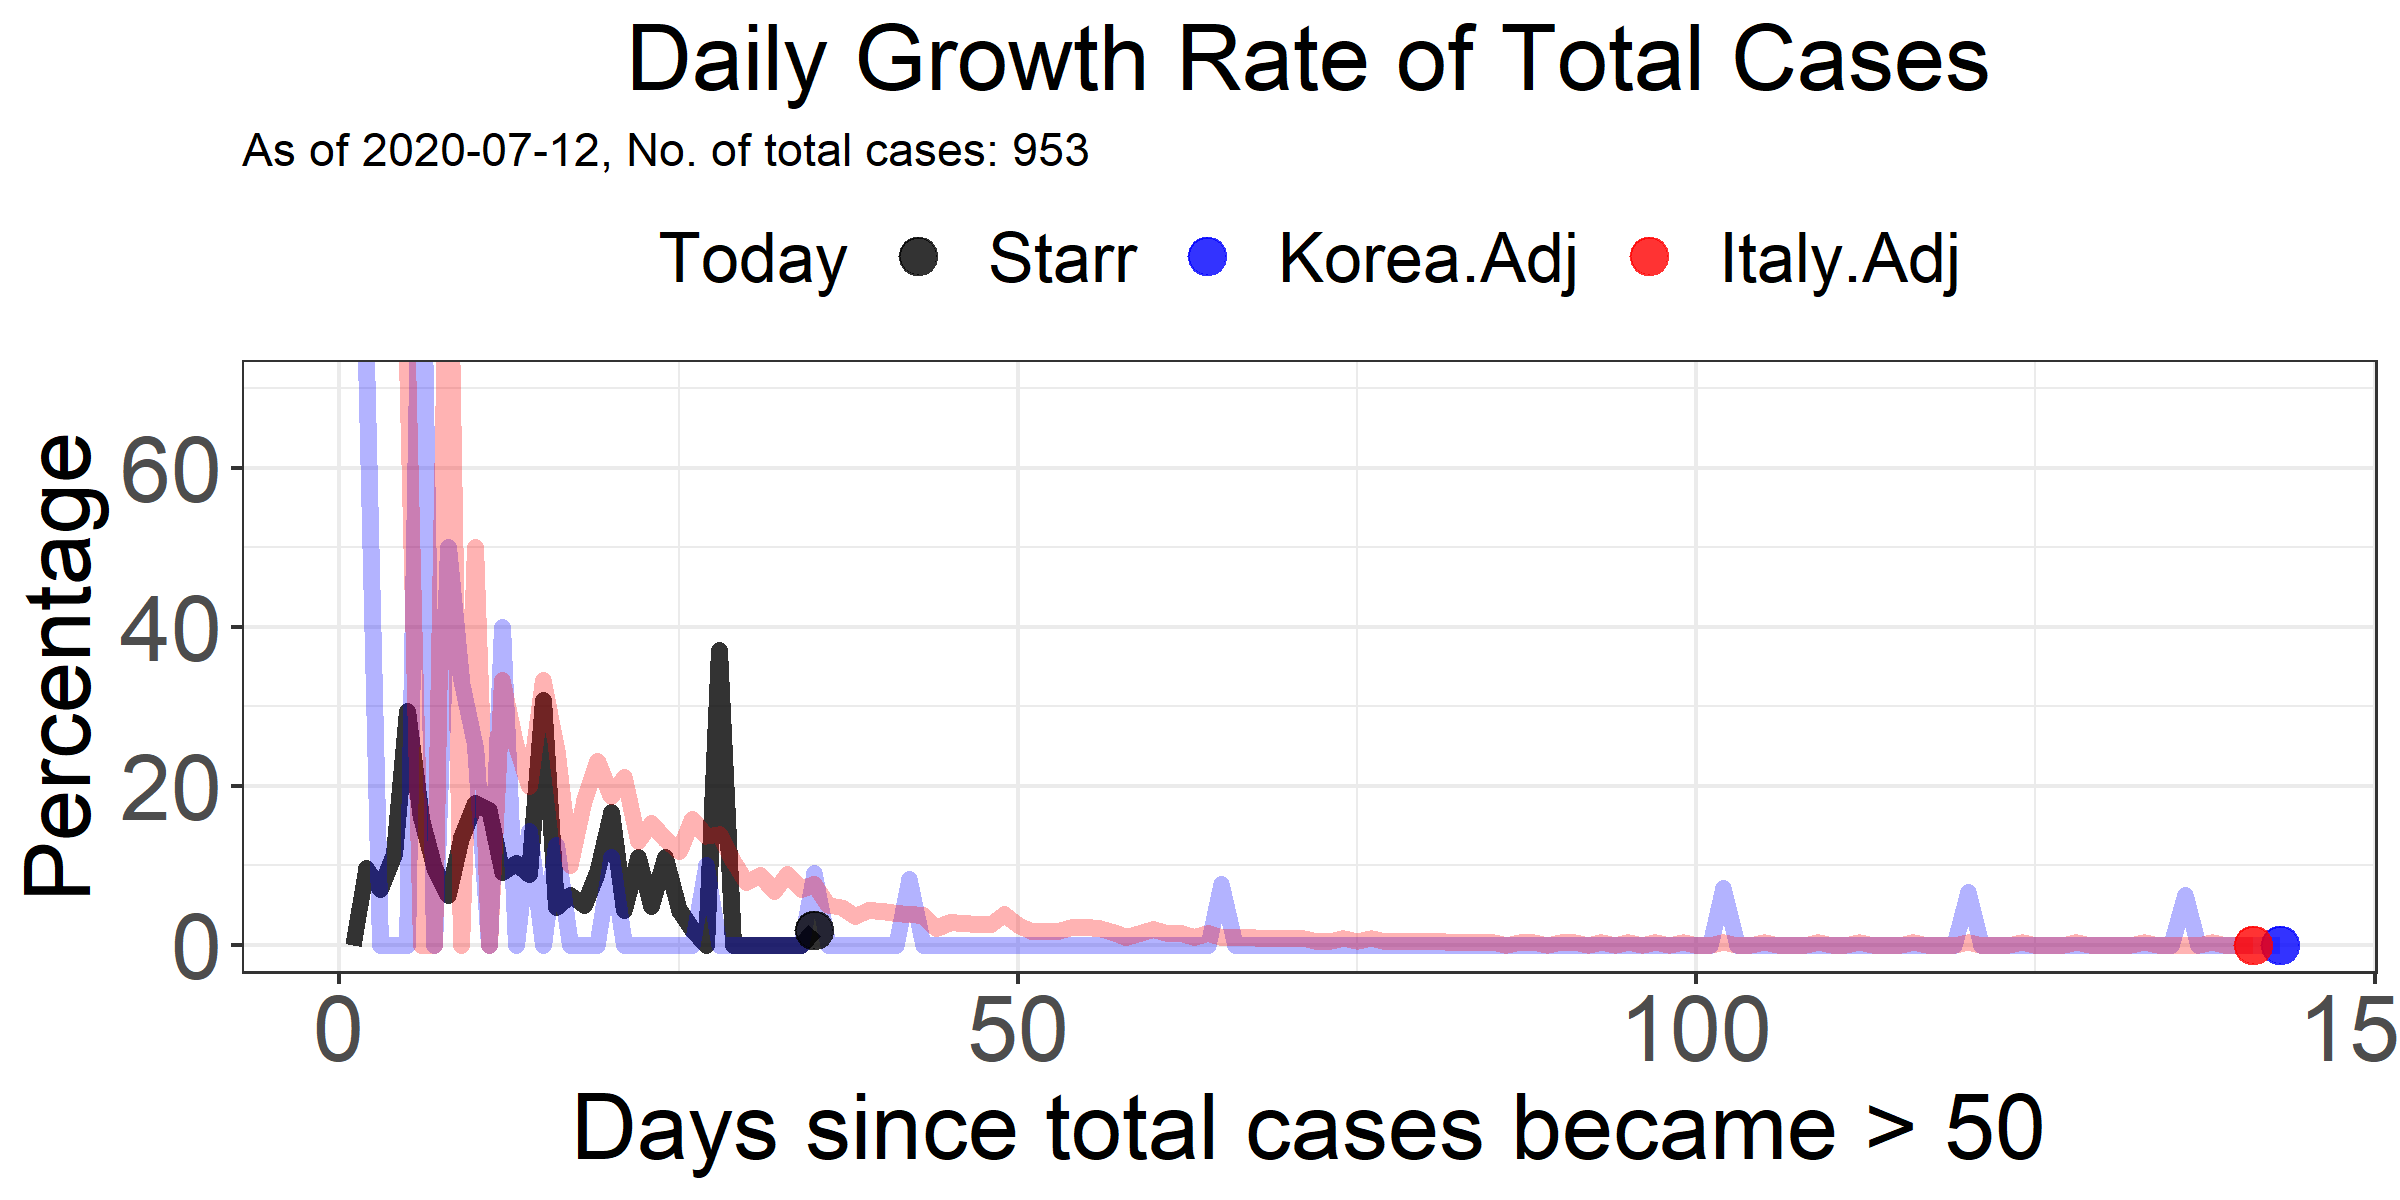 Daily Growth Rate of Total Cases
As of 2020-07-12, No. of total cases: 953
Today Starr Korea.Adj Italy.Adj
Percentage
60
40
20
0
0 50 100 15
Days since total cases became > 50